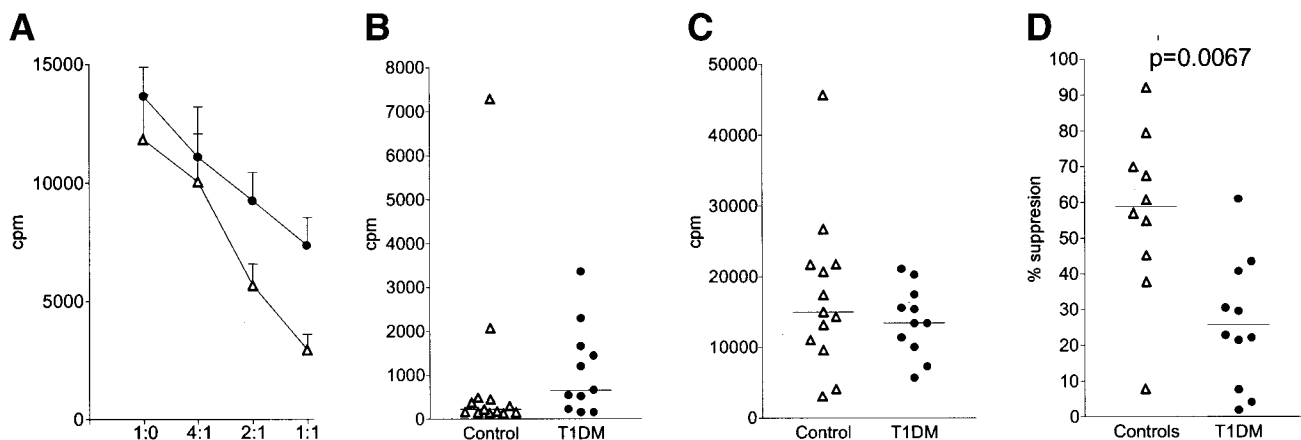 A
15000
10000
5000
0
cpm
1:0 4:1 2:1 1:1
B
8000
7000
6000
5000
4000
3000
2000
1000
0
cpm
Control T1DM
C
50000
40000
30000
20000
10000
0
cpm
Control T1DM
D
p=0.0067
100
90
80
70
60
50
40
30
20
10
0
% suppresion
Controls T1DM